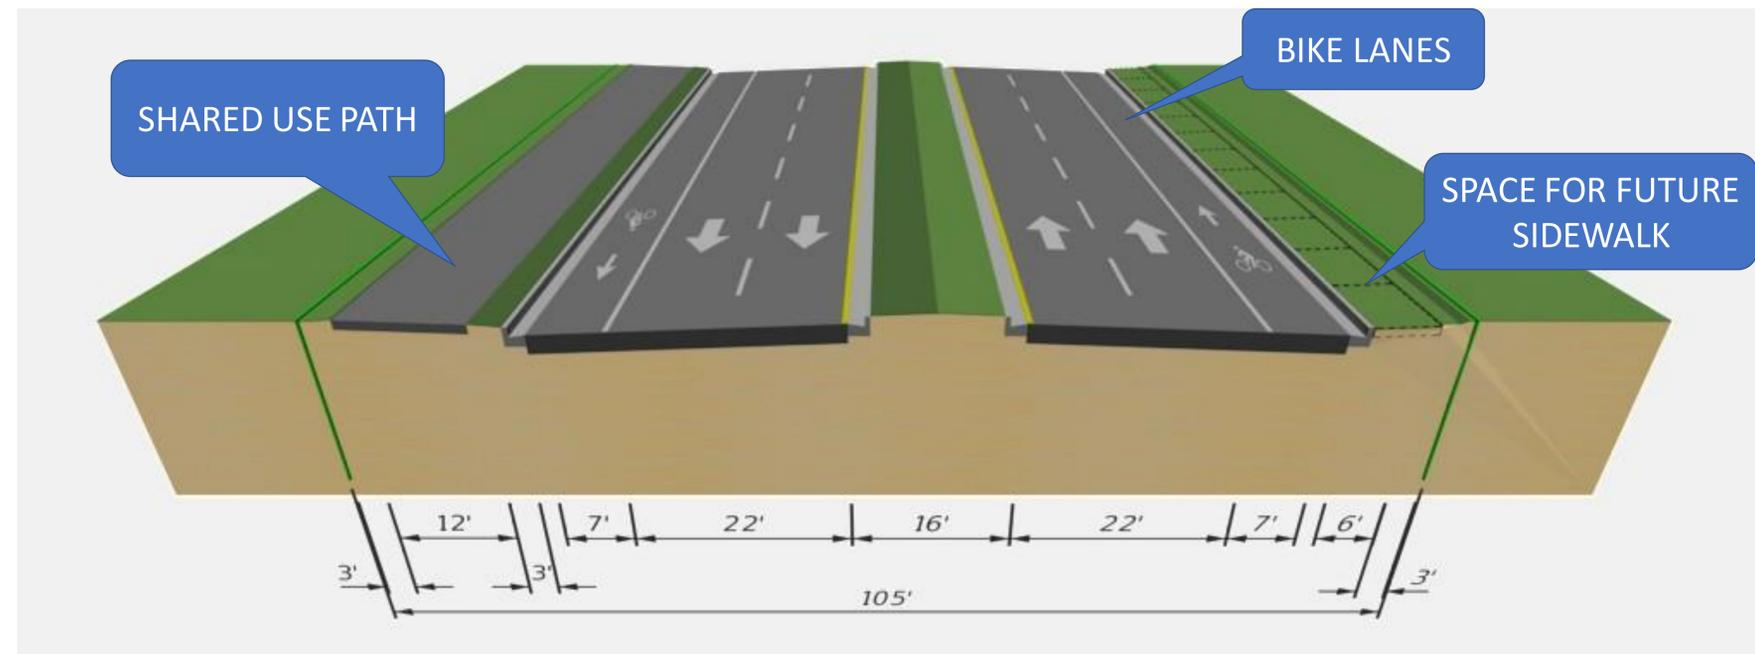 BIKE LANES
SHARED USE PATH
SPACE FOR FUTURE
SIDEWALK
12' 7' 22' 16' 22' 7' 6'
3' 3' 3'
105'